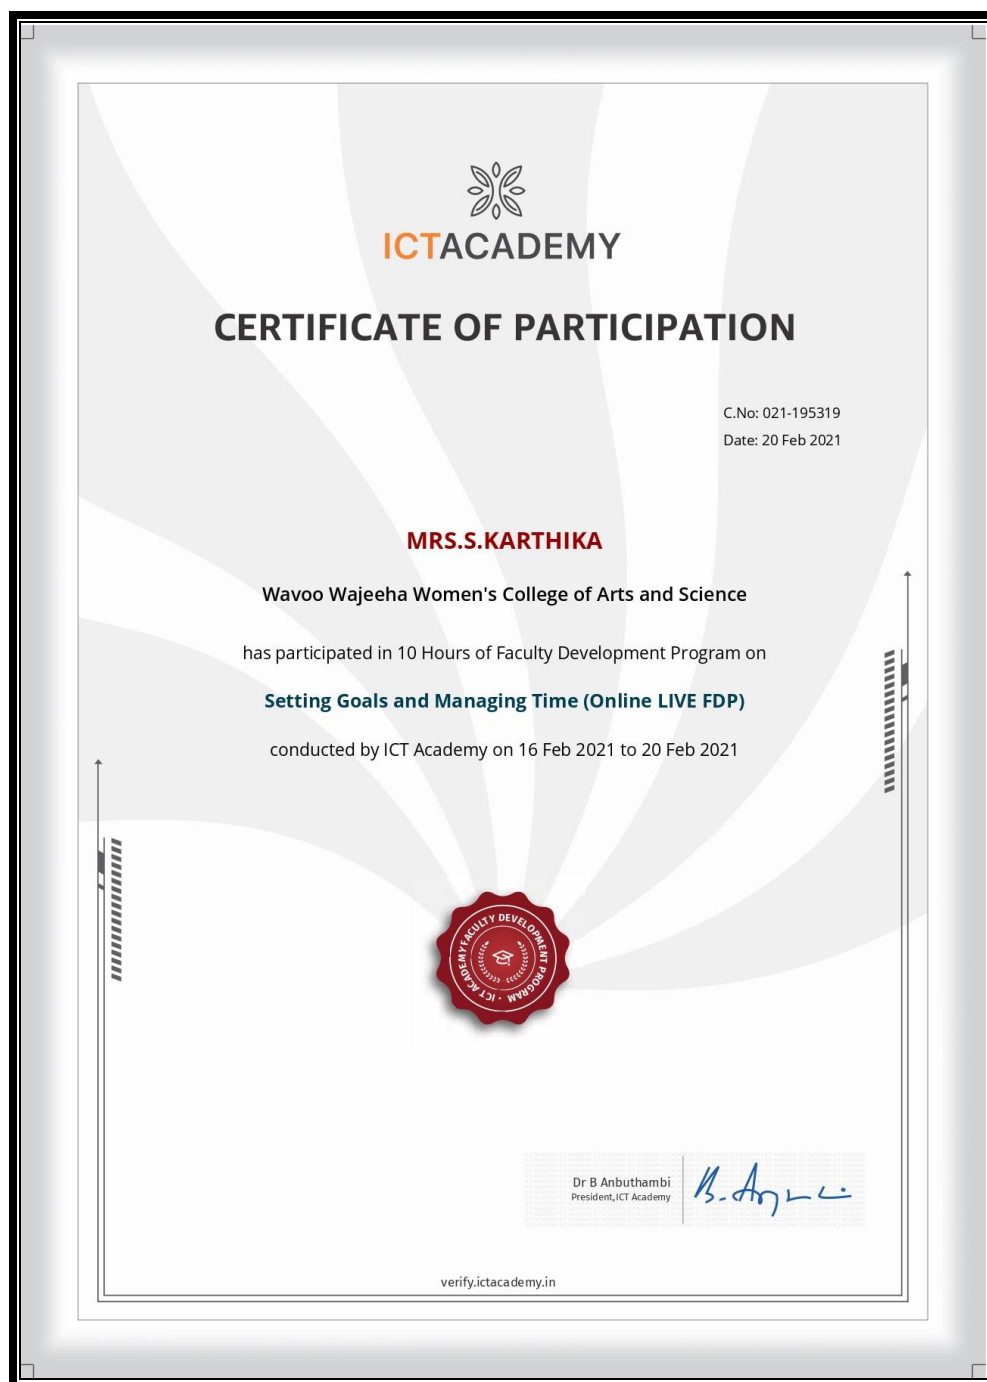 ICTACADEMY
CERTIFICATE OF PARTICIPATION
C.No: 021-195319
Date: 20 Feb 2021
MRS.S.KARTHIKA
Wavoo Wajeeha Women's College of Arts and Science
has participated in 10 Hours of Faculty Development Program on
Setting Goals and Managing Time (Online LIVE FDP)
conducted by ICT Academy on 16 Feb 2021 to 20 Feb 2021
FACULTY DEVELOPMENT PROGRAM · ICT ACADEMY
Dr B Anbuthambi
President,ICT Academy
verify.ictacademy.in